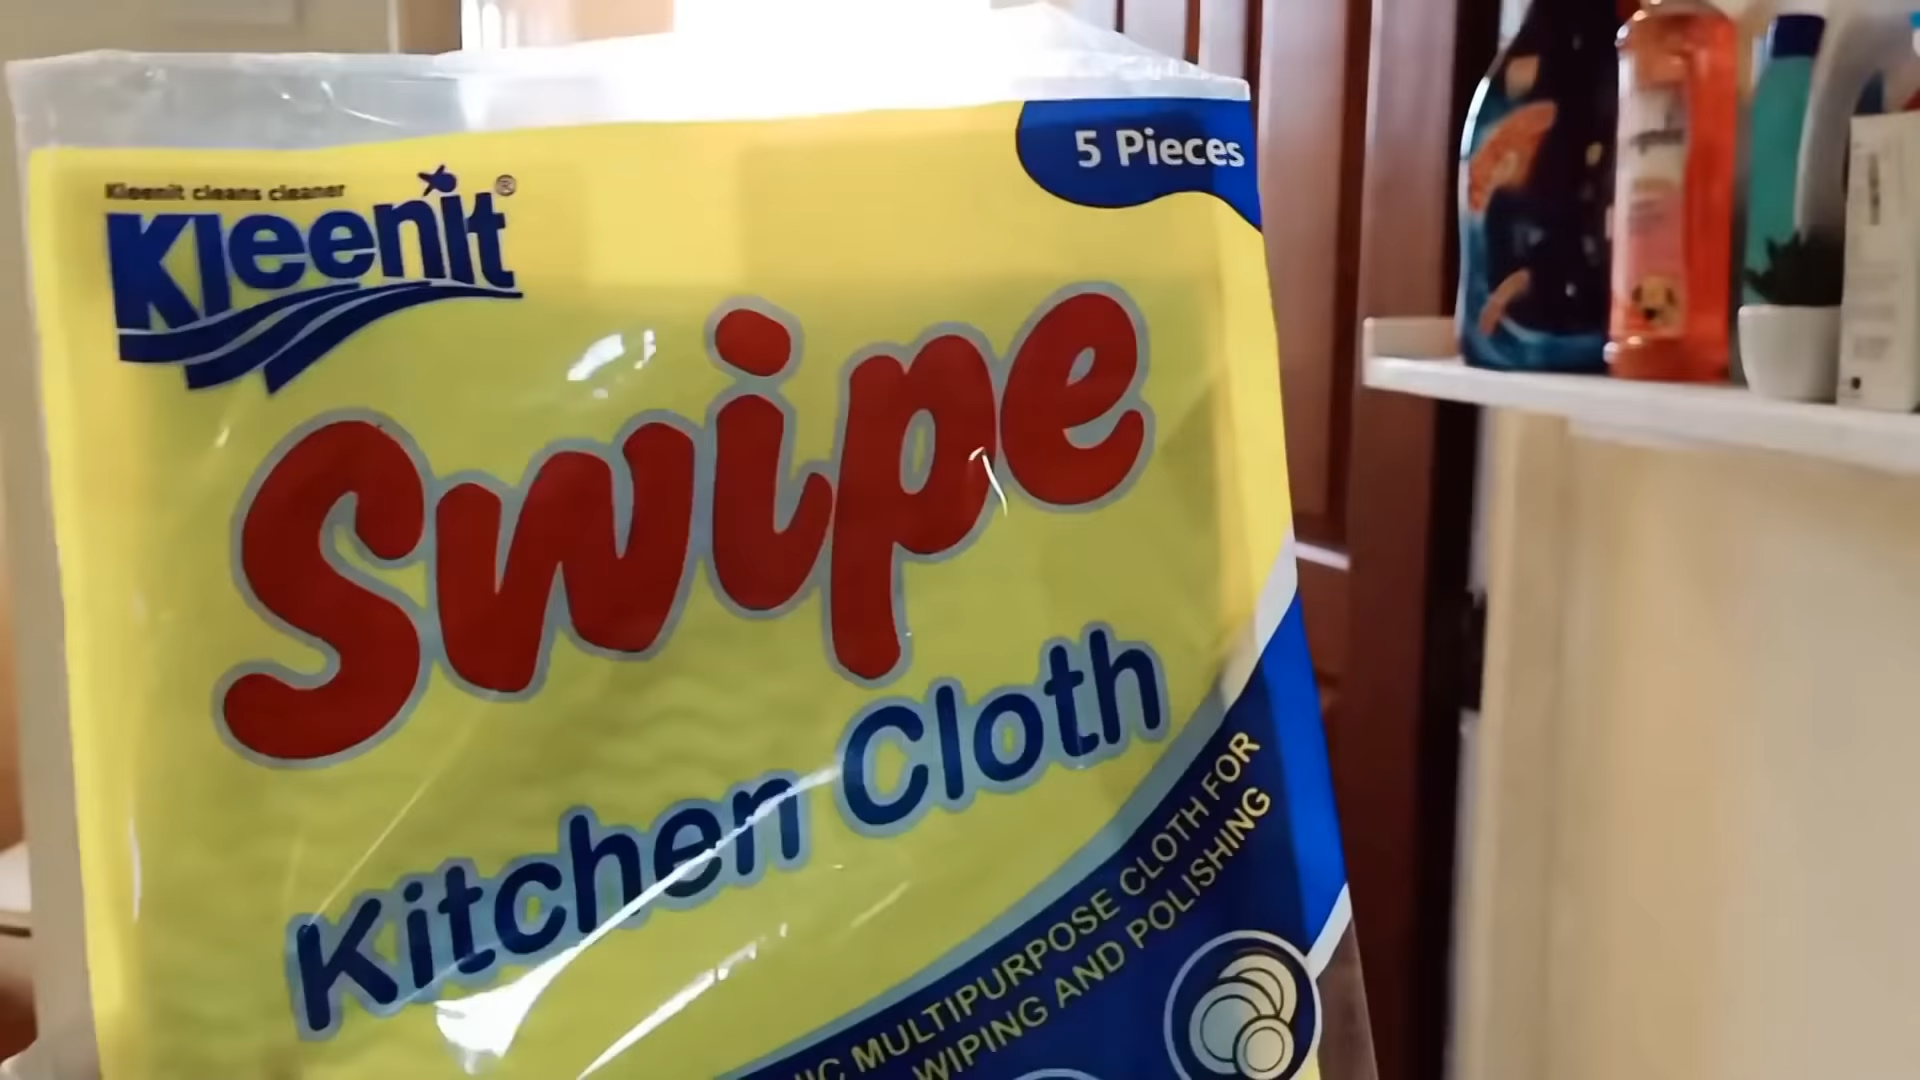 5 Pieces
Kleenit cleans cleaner
Kleenit®
Swipe
Kitchen Cloth
MULTIPURPOSE CLOTH FOR
WIPING AND POLISHING